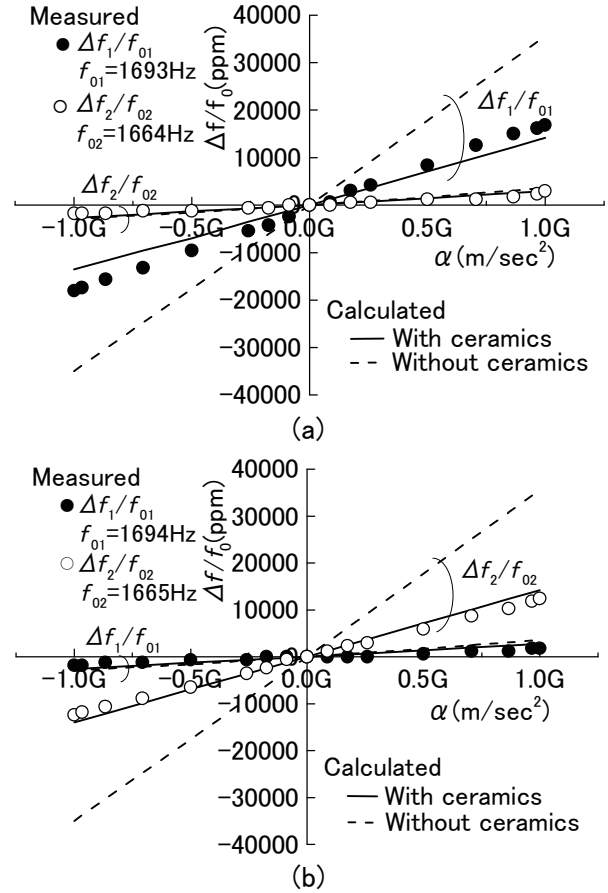 Measured
● Δf₁/f₀₁
f₀₁=1693Hz
○ Δf₂/f₀₂
f₀₂=1664Hz
Δf/f₀(ppm)
40000
30000
20000
10000
0
-10000
-20000
-30000
-40000
Δf₁/f₀₁
Δf₂/f₀₂
-1.0G -0.5G 0.0G 0.5G 1.0G
α(m/sec²)
Calculated
With ceramics
Without ceramics
(a)
Measured
● Δf₁/f₀₁
f₀₁=1694Hz
○ Δf₂/f₀₂
f₀₂=1665Hz
Δf/f₀(ppm)
40000
30000
20000
10000
0
-10000
-20000
-30000
-40000
Δf₂/f₀₂
Δf₁/f₀₁
-1.0G -0.5G 0.0G 0.5G 1.0G
α(m/sec²)
Calculated
With ceramics
Without ceramics
(b)